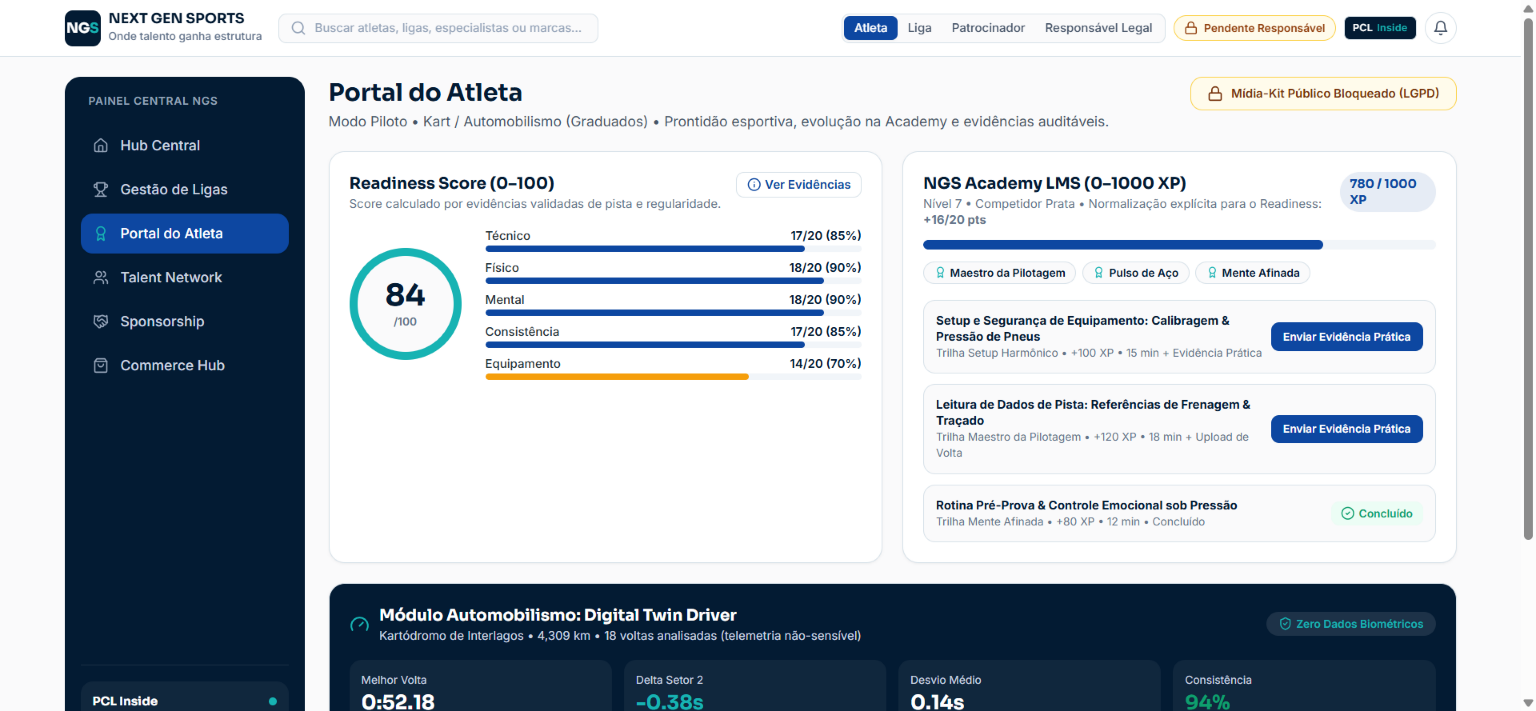 NGS
NEXT GEN SPORTS
Onde talento ganha estrutura
Buscar atletas, ligas, especialistas ou marcas...
Atleta
Liga
Patrocinador
Responsável Legal
Pendente Responsável
PCL Inside
PAINEL CENTRAL NGS
Hub Central
Gestão de Ligas
Portal do Atleta
Talent Network
Sponsorship
Commerce Hub
PCL Inside
Portal do Atleta
Modo Piloto • Kart / Automobilismo (Graduados) • Prontidão esportiva, evolução na Academy e evidências auditáveis.
Mídia-Kit Público Bloqueado (LGPD)
Readiness Score (0–100)
Score calculado por evidências validadas de pista e regularidade.
Ver Evidências
84
/100
Técnico 17/20 (85%)
Físico 18/20 (90%)
Mental 18/20 (90%)
Consistência 17/20 (85%)
Equipamento 14/20 (70%)
NGS Academy LMS (0–1000 XP)
Nível 7 • Competidor Prata • Normalização explícita para o Readiness:
+16/20 pts
780 / 1000
XP
Maestro da Pilotagem
Pulso de Aço
Mente Afinada
Setup e Segurança de Equipamento: Calibragem &
Pressão de Pneus
Trilha Setup Harmônico • +100 XP • 15 min + Evidência Prática
Enviar Evidência Prática
Leitura de Dados de Pista: Referências de Frenagem &
Traçado
Trilha Maestro da Pilotagem • +120 XP • 18 min + Upload de
Volta
Enviar Evidência Prática
Rotina Pré-Prova & Controle Emocional sob Pressão
Trilha Mente Afinada • +80 XP • 12 min • Concluído
Concluído
Módulo Automobilismo: Digital Twin Driver
Kartódromo de Interlagos • 4,309 km • 18 voltas analisadas (telemetria não-sensível)
Zero Dados Biométricos
Melhor Volta
0:52.18
Delta Setor 2
-0.38s
Desvio Médio
0.14s
Consistência
94%